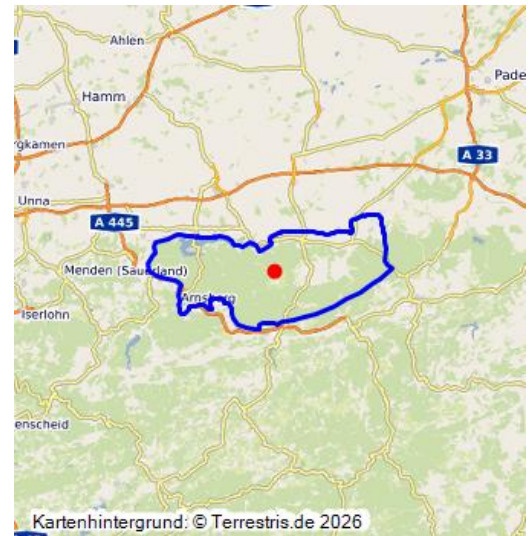 Ahlen
Hamm
Pade
rgkamen
A 33
Unna
A 445
Menden (Sauerland)
Arnsberg
Iserlohn
enscheid
Kartenhintergrund: © Terrestris.de 2026